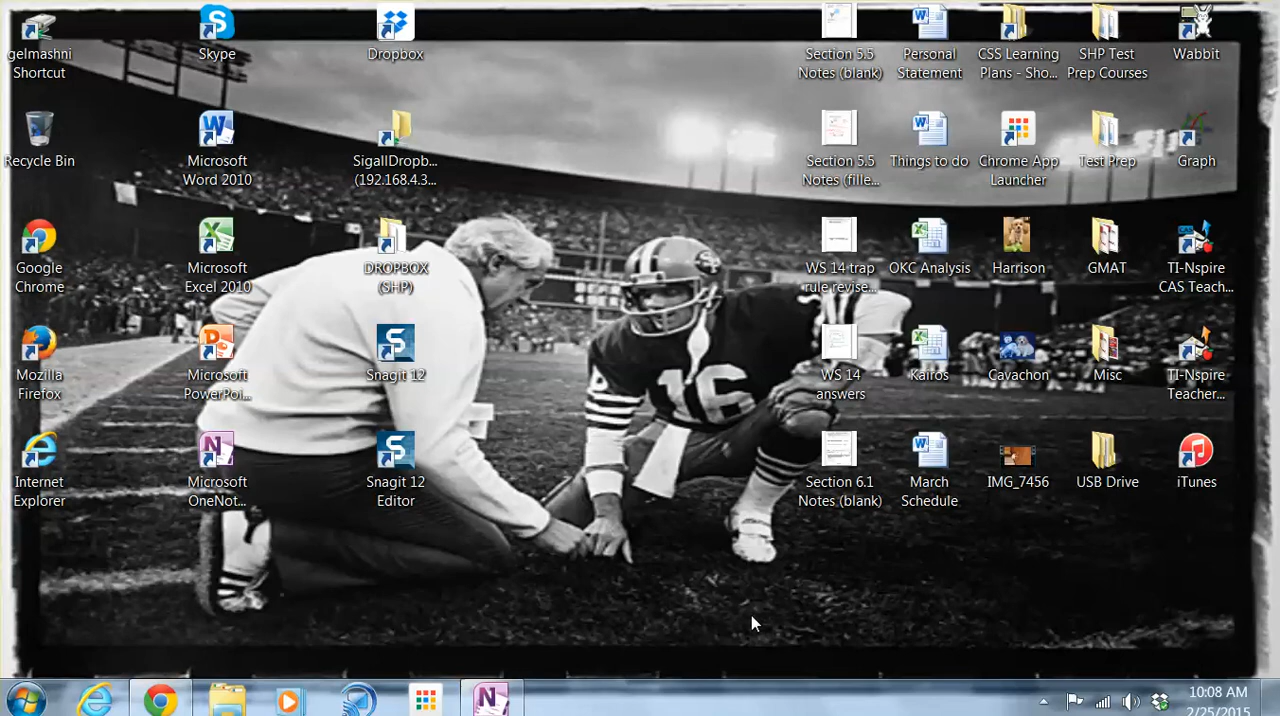 gelmashni
Shortcut
Skype
Dropbox
Section 5.5
Notes (blank)
Personal
Statement
CSS Learning
Plans - Sho...
SHP Test
Prep Courses
Wabbit
Recycle Bin
Microsoft
Word 2010
SigallDropb...
(192.168.4.3...
Section 5.5
Notes (fille...
Things to do
Chrome App
Launcher
Test Prep
Graph
Google
Chrome
Microsoft
Excel 2010
DROPBOX
(SHP)
WS 14 trap
rule revise...
OKC Analysis
Harrison
GMAT
TI-Nspire
CAS Teach...
Mozilla
Firefox
Microsoft
PowerPoi...
Snagit 12
WS 14
answers
Kairos
Cavachon
Misc
TI-Nspire
Teacher...
Internet
Explorer
Microsoft
OneNot...
Snagit 12
Editor
Section 6.1
Notes (blank)
March
Schedule
IMG_7456
USB Drive
iTunes
16
10:08 AM
2/25/2015